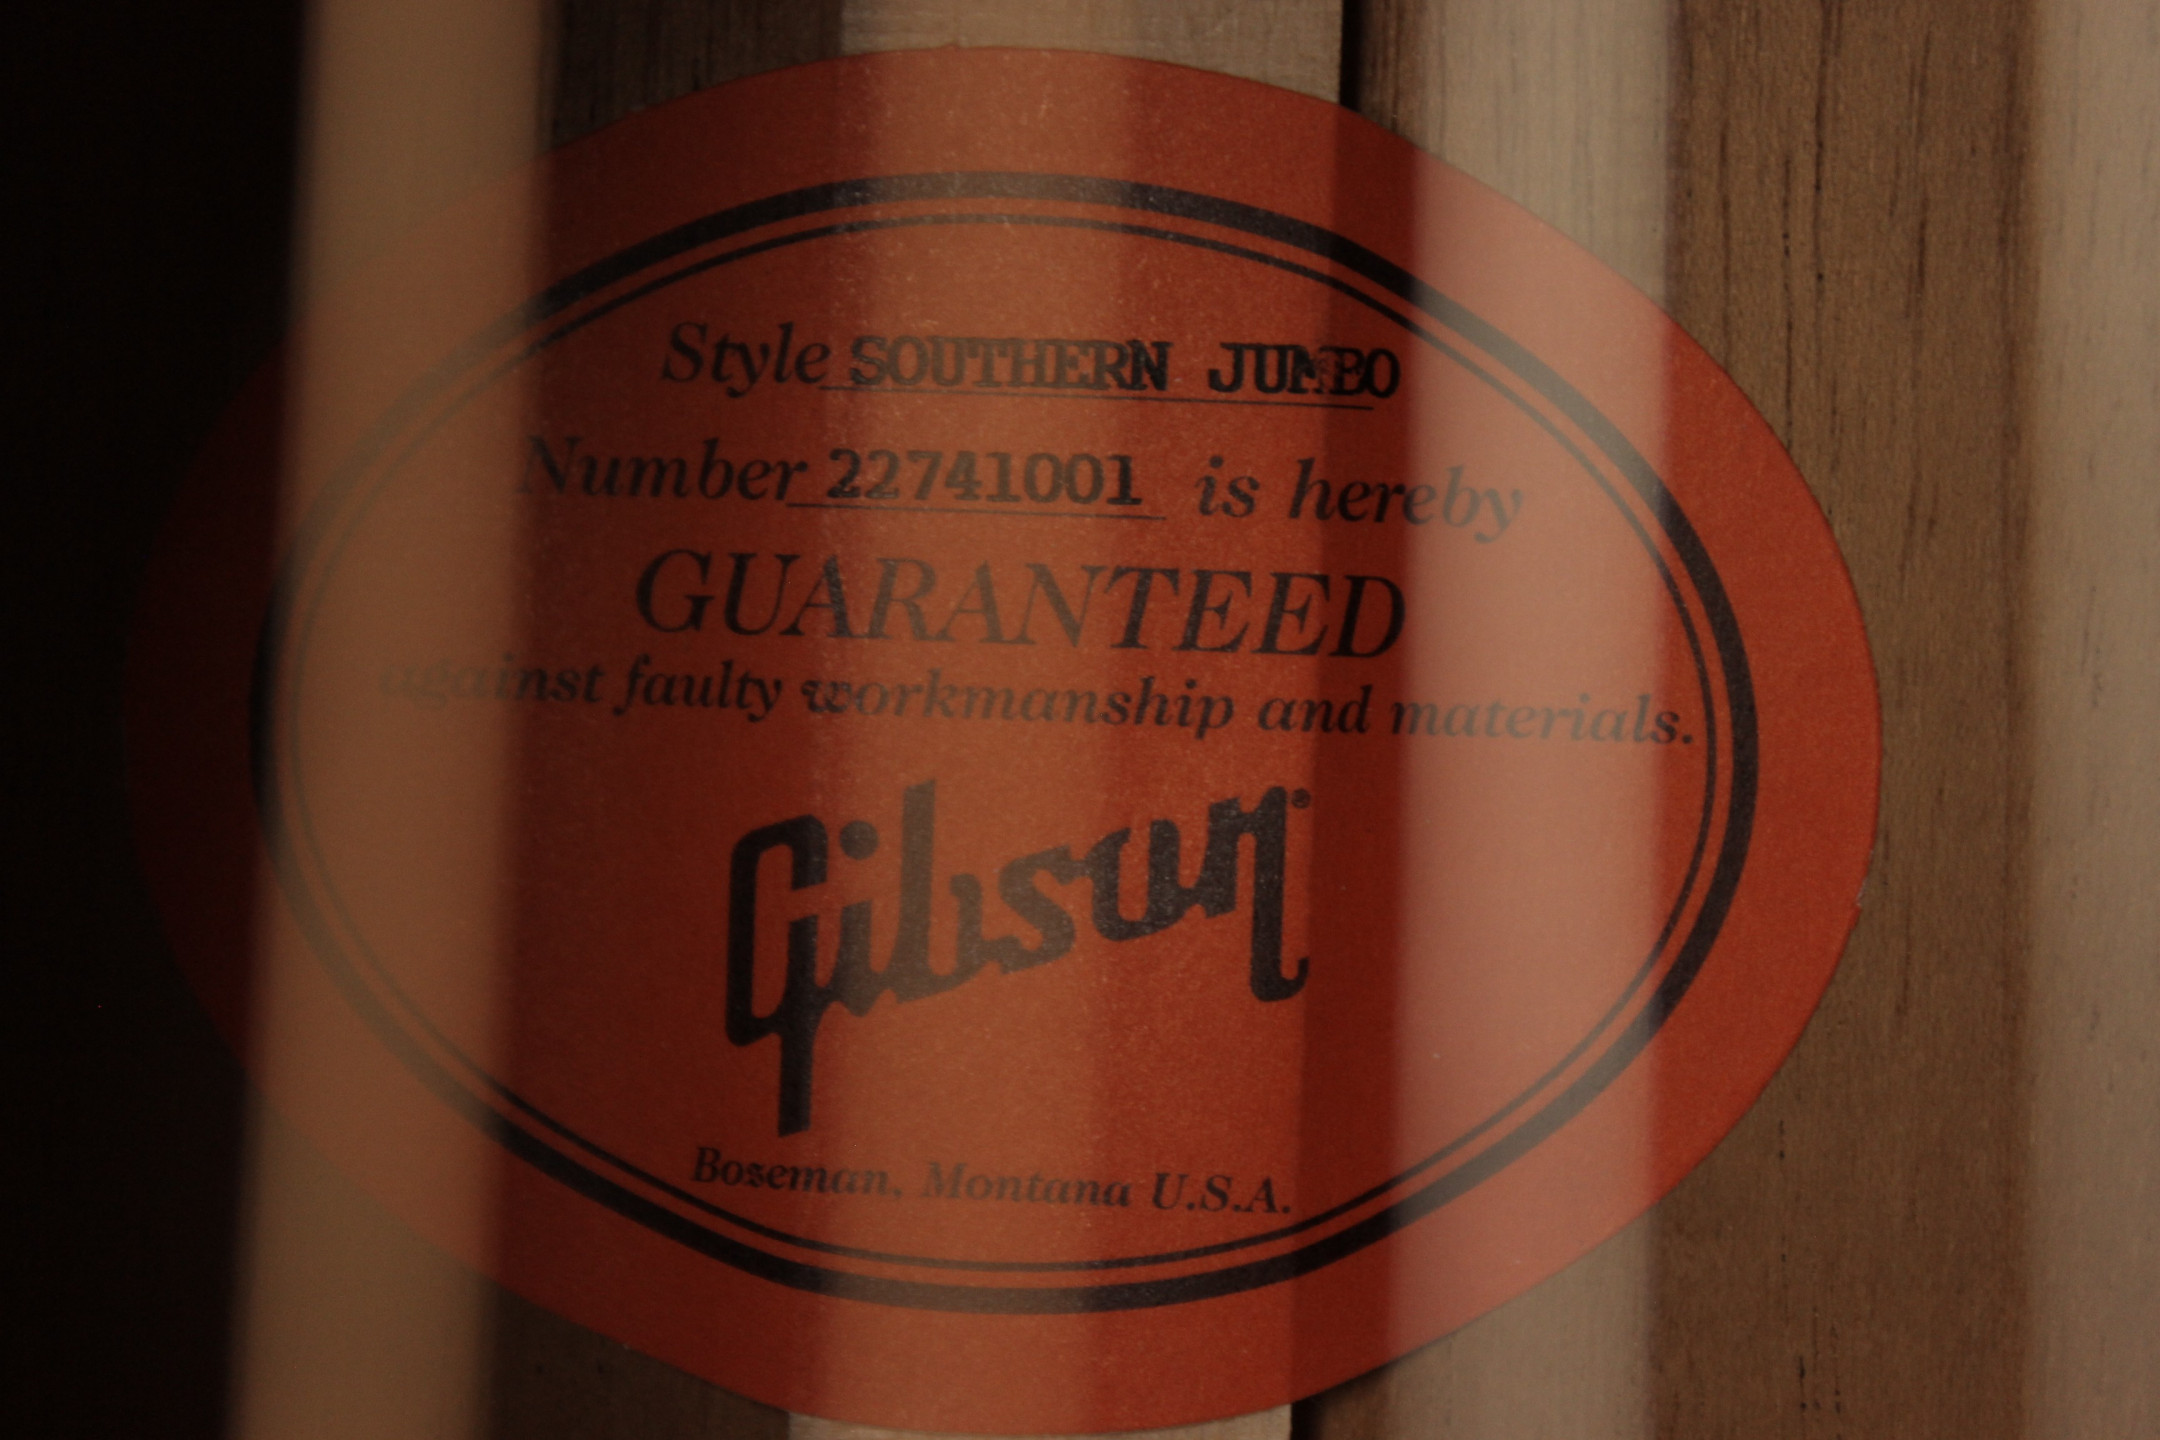 Style SOUTHERN JUMBO
Number 22741001 is hereby
GUARANTEED
against faulty workmanship and materials.
Gibson®
Bozeman, Montana U.S.A.